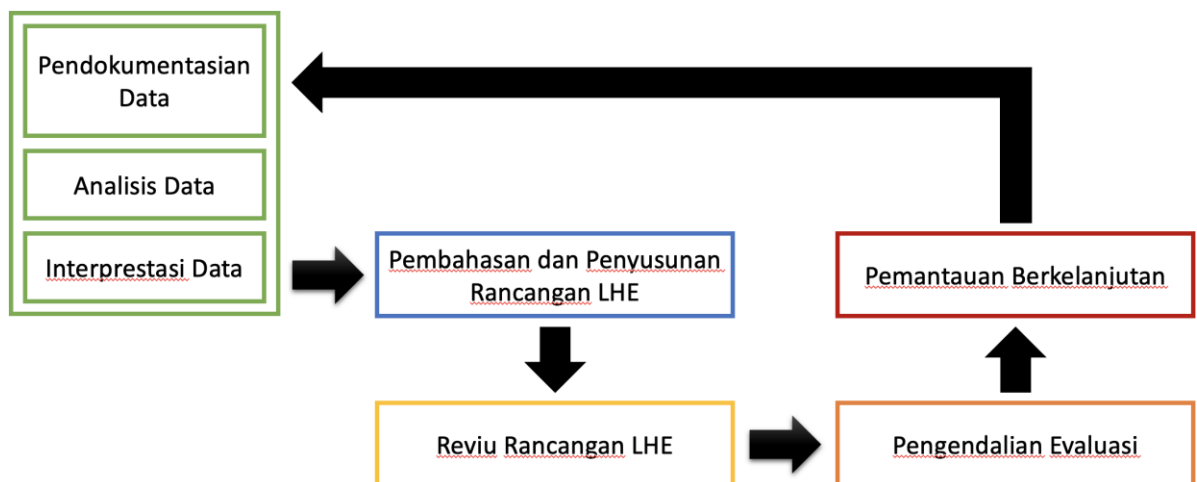 Pendokumentasian
Data
Analisis Data
Interprestasi Data
Pembahasan dan Penyusunan
Rancangan LHE
Pemantauan Berkelanjutan
Reviu Rancangan LHE
Pengendalian Evaluasi